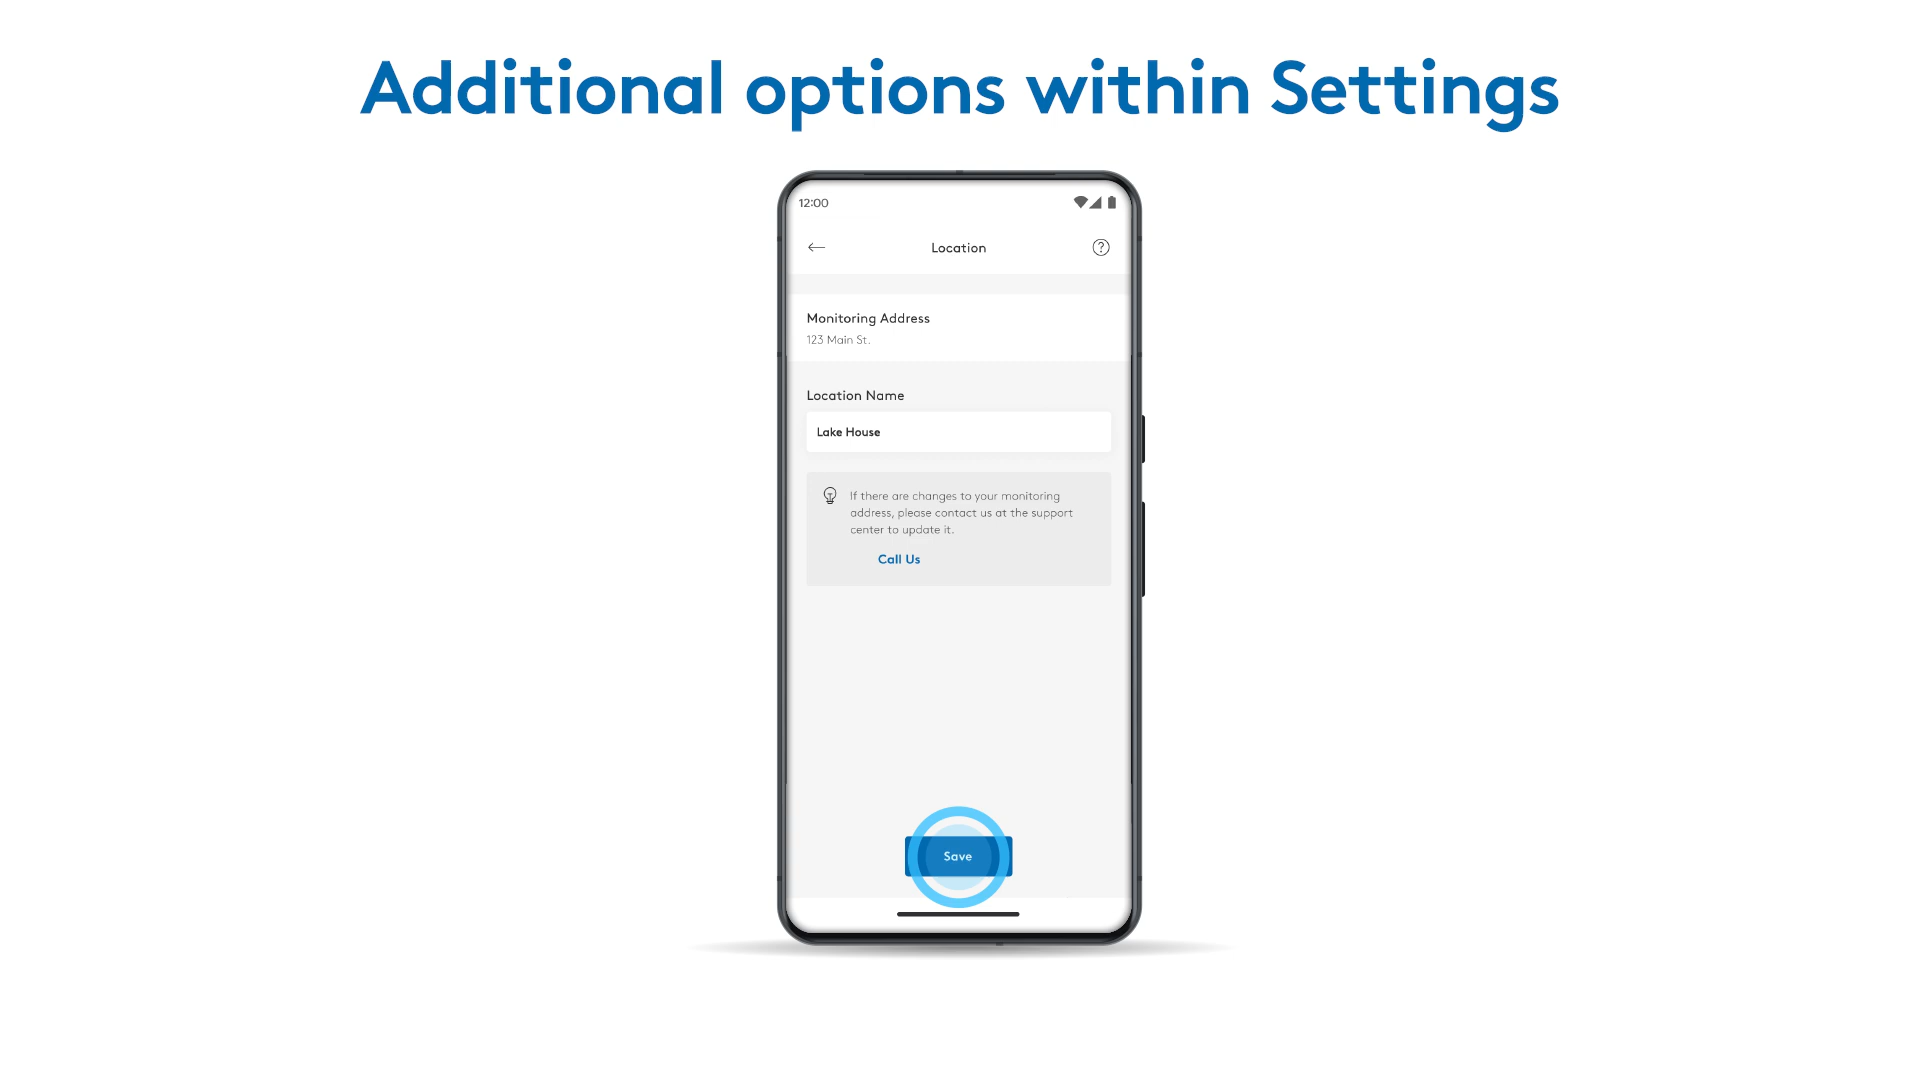 Additional options within Settings
12:00
Location
Monitoring Address
123 Main St.
Location Name
Lake House
If there are changes to your monitoring
address, please contact us at the support
center to update it.
Call Us
Save